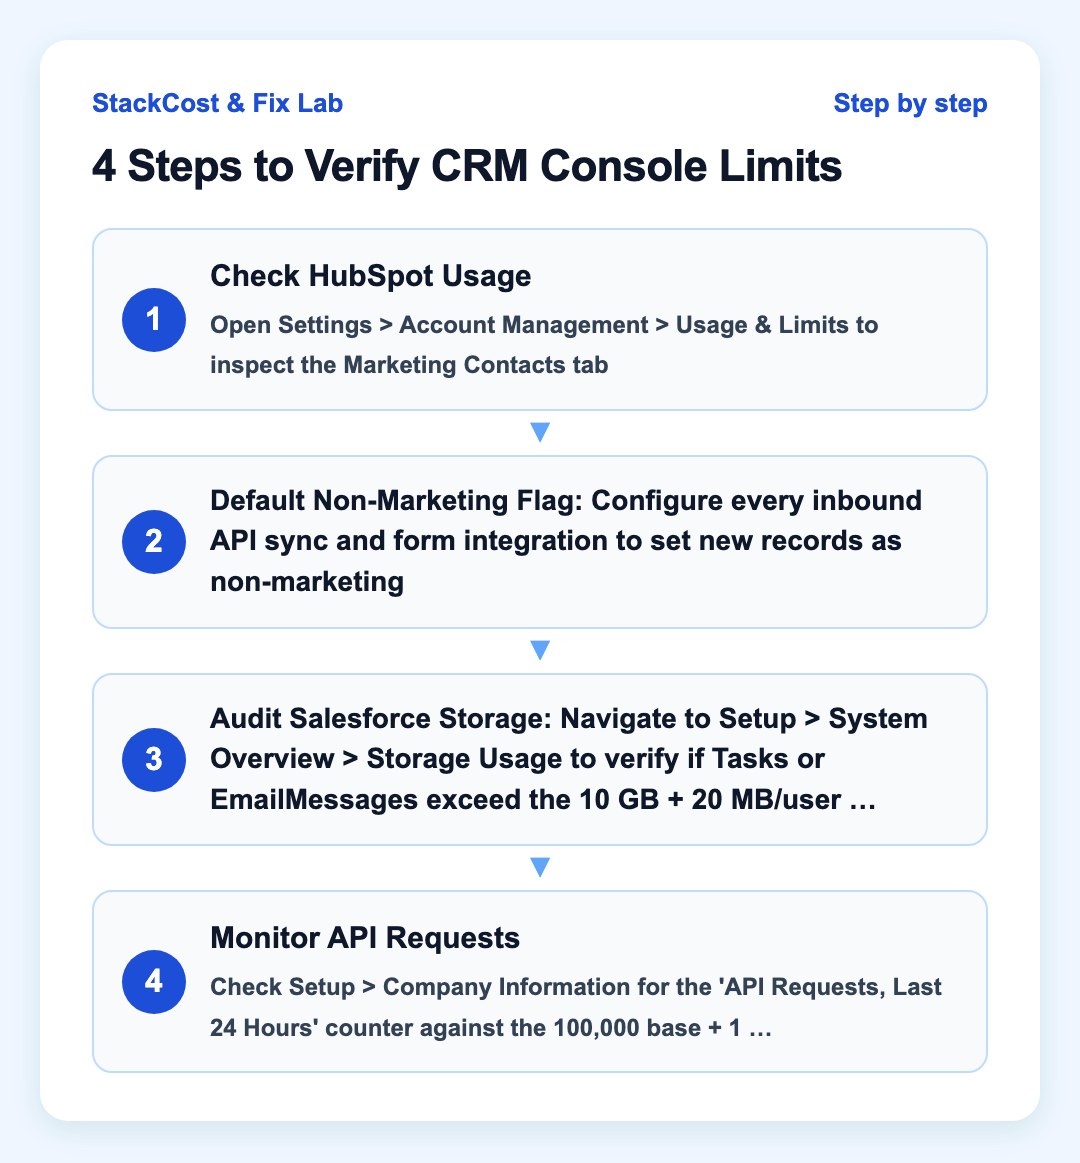 StackCost & Fix Lab
Step by step
4 Steps to Verify CRM Console Limits
1
Check HubSpot Usage
Open Settings > Account Management > Usage & Limits to
inspect the Marketing Contacts tab
▼
2
Default Non-Marketing Flag: Configure every inbound
API sync and form integration to set new records as
non-marketing
▼
3
Audit Salesforce Storage: Navigate to Setup > System
Overview > Storage Usage to verify if Tasks or
EmailMessages exceed the 10 GB + 20 MB/user …
▼
4
Monitor API Requests
Check Setup > Company Information for the 'API Requests, Last
24 Hours' counter against the 100,000 base + 1 …